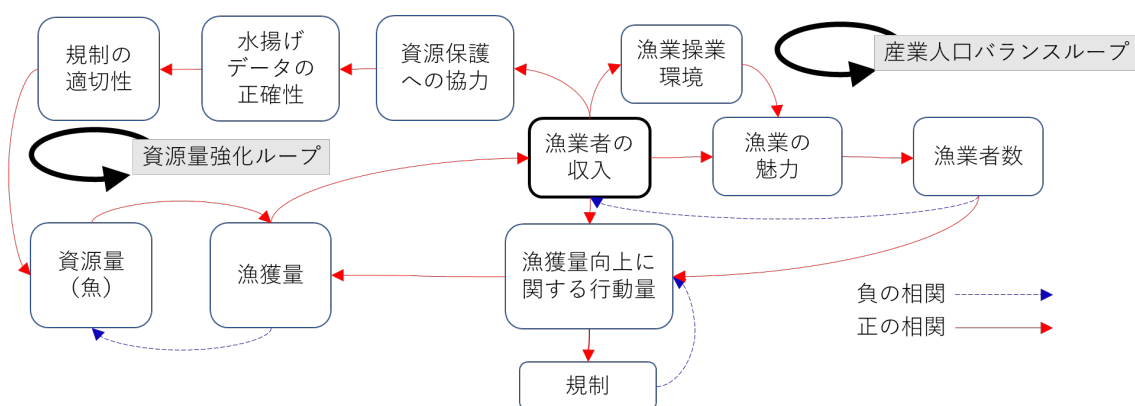 規制の
適切性
水揚げ
データの
正確性
資源保護
への協力
漁業操業
環境
産業人口バランスループ
資源量強化ループ
漁業者の
収入
漁業の
魅力
漁業者数
資源量
（魚）
漁獲量
漁獲量向上に
関する行動量
規制
負の相関
正の相関